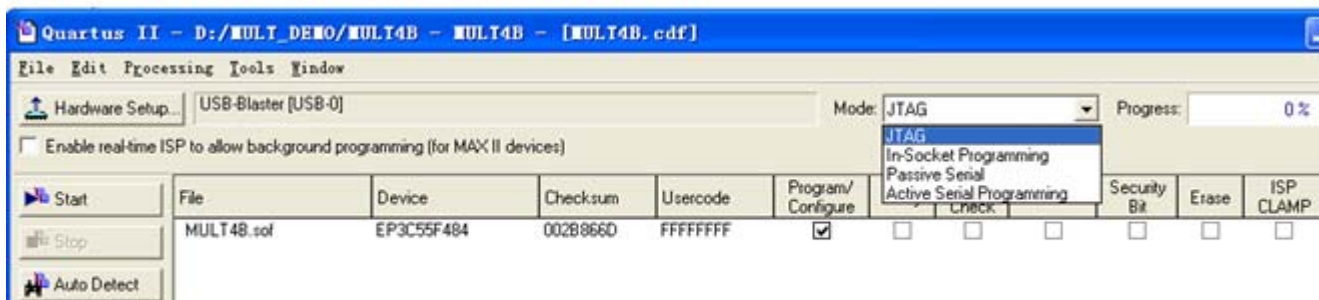 Quartus II - D:/MULT_DEMO/MULT4B - MULT4B - [MULT4B.cdf]
File Edit Processing Tools Window
Hardware Setup... USB-Blaster [USB-0] Mode: JTAG Progress: 0 %
Enable real-time ISP to allow background programming (for MAX II devices)
JTAG
In-Socket Programming
Passive Serial
Active Serial Programming
Start File Device Checksum Usercode Program/ Configure Check Security Bit Erase ISP CLAMP
MULT4B.sof EP3C55F484 002B866D FFFFFFFF
Stop
Auto Detect